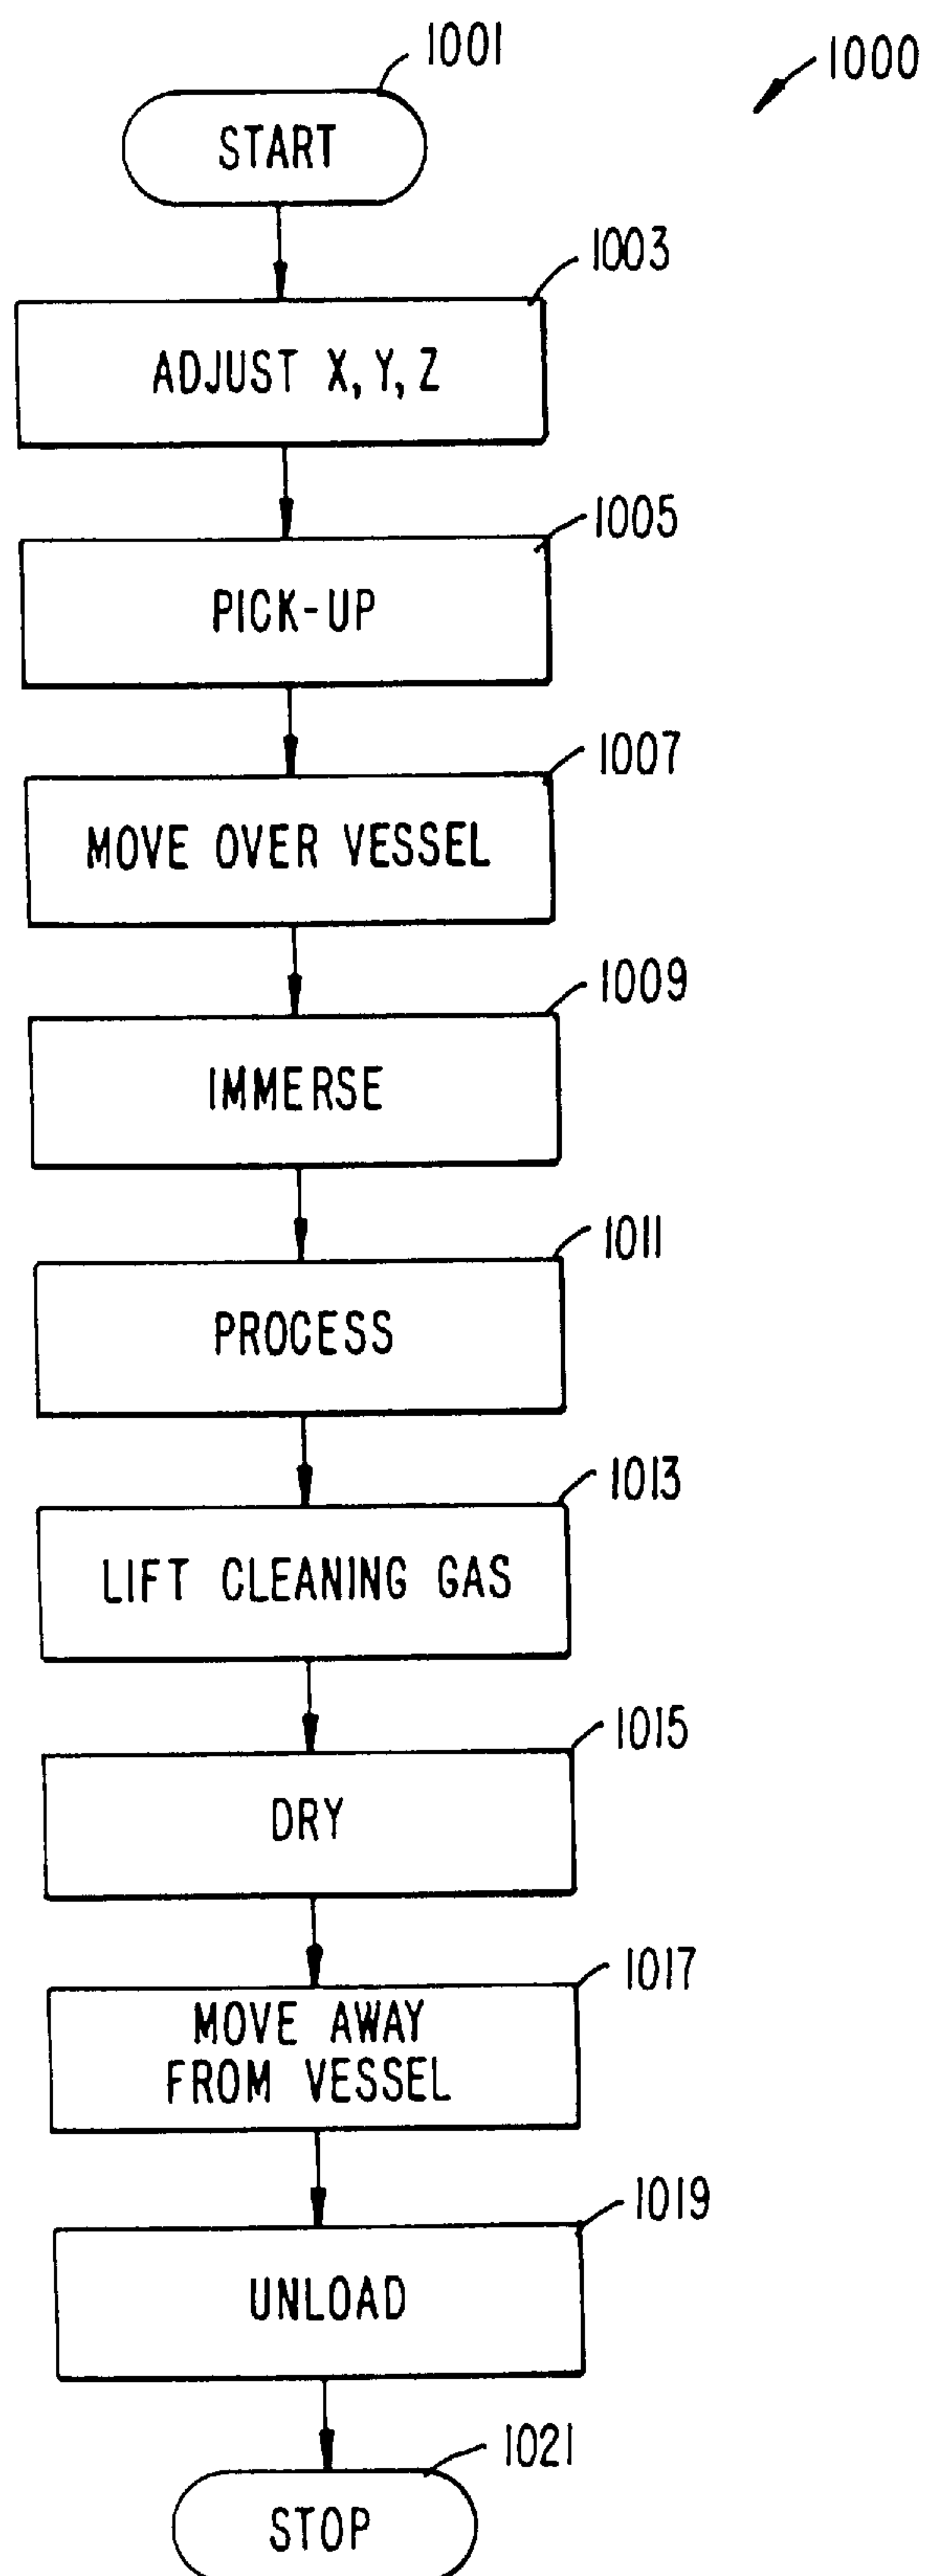 1001
1000
START
1003
ADJUST X, Y, Z
1005
PICK-UP
1007
MOVE OVER VESSEL
1009
IMMERSE
1011
PROCESS
1013
LIFT CLEANING GAS
1015
DRY
1017
MOVE AWAY
FROM VESSEL
1019
UNLOAD
1021
STOP